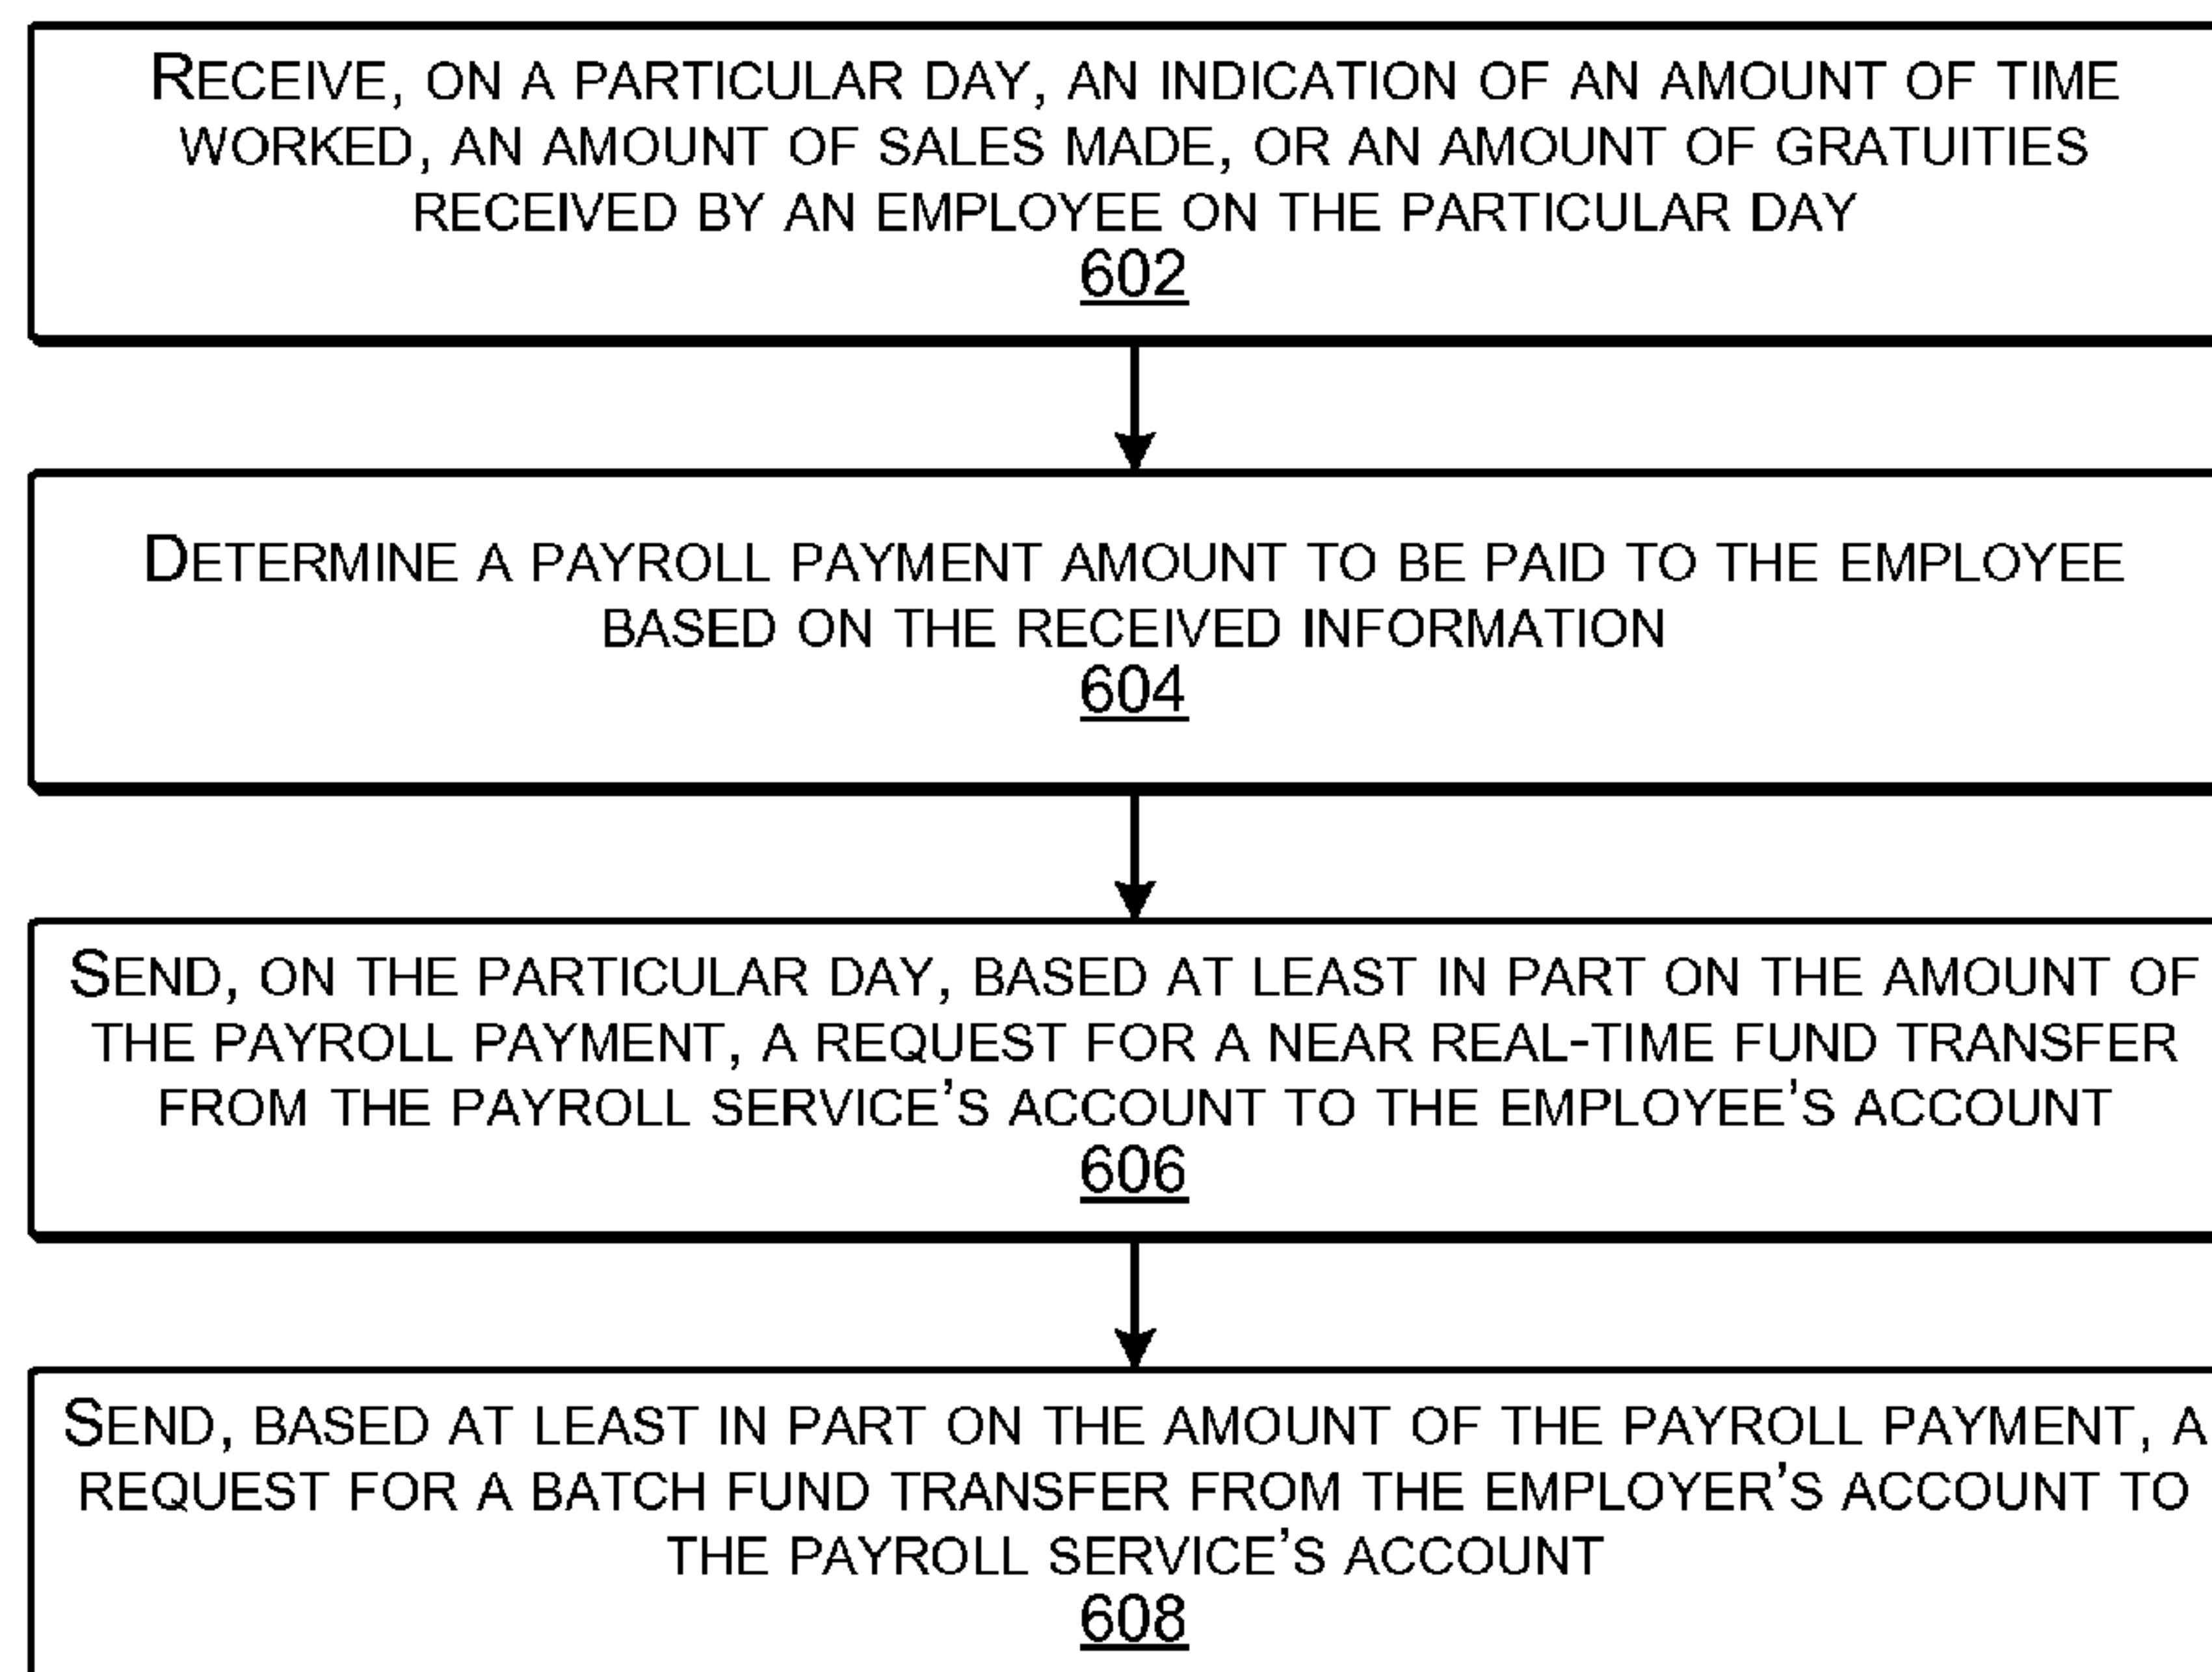 RECEIVE, ON A PARTICULAR DAY, AN INDICATION OF AN AMOUNT OF TIME
WORKED, AN AMOUNT OF SALES MADE, OR AN AMOUNT OF GRATUITIES
RECEIVED BY AN EMPLOYEE ON THE PARTICULAR DAY
602
DETERMINE A PAYROLL PAYMENT AMOUNT TO BE PAID TO THE EMPLOYEE
BASED ON THE RECEIVED INFORMATION
604
SEND, ON THE PARTICULAR DAY, BASED AT LEAST IN PART ON THE AMOUNT OF
THE PAYROLL PAYMENT, A REQUEST FOR A NEAR REAL-TIME FUND TRANSFER
FROM THE PAYROLL SERVICE'S ACCOUNT TO THE EMPLOYEE'S ACCOUNT
606
SEND, BASED AT LEAST IN PART ON THE AMOUNT OF THE PAYROLL PAYMENT, A
REQUEST FOR A BATCH FUND TRANSFER FROM THE EMPLOYER'S ACCOUNT TO
THE PAYROLL SERVICE'S ACCOUNT
608